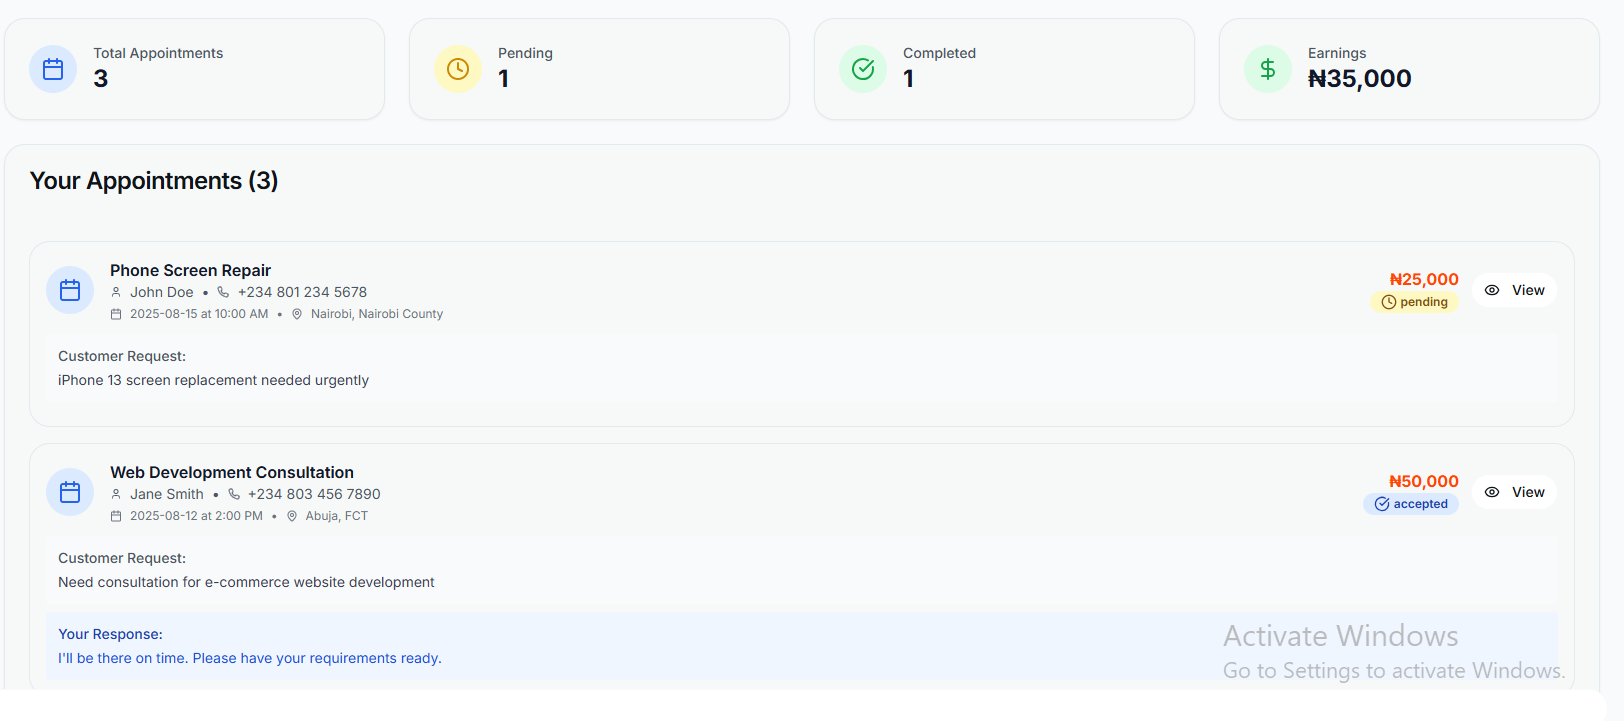 Total Appointments
3
Pending
1
Completed
1
Earnings
₦35,000
Your Appointments (3)
Phone Screen Repair
John Doe • +234 801 234 5678
2025-08-15 at 10:00 AM • Nairobi, Nairobi County
₦25,000
pending
View
Customer Request:
iPhone 13 screen replacement needed urgently
Web Development Consultation
Jane Smith • +234 803 456 7890
2025-08-12 at 2:00 PM • Abuja, FCT
₦50,000
accepted
View
Customer Request:
Need consultation for e-commerce website development
Your Response:
I'll be there on time. Please have your requirements ready.
Activate Windows
Go to Settings to activate Windows.